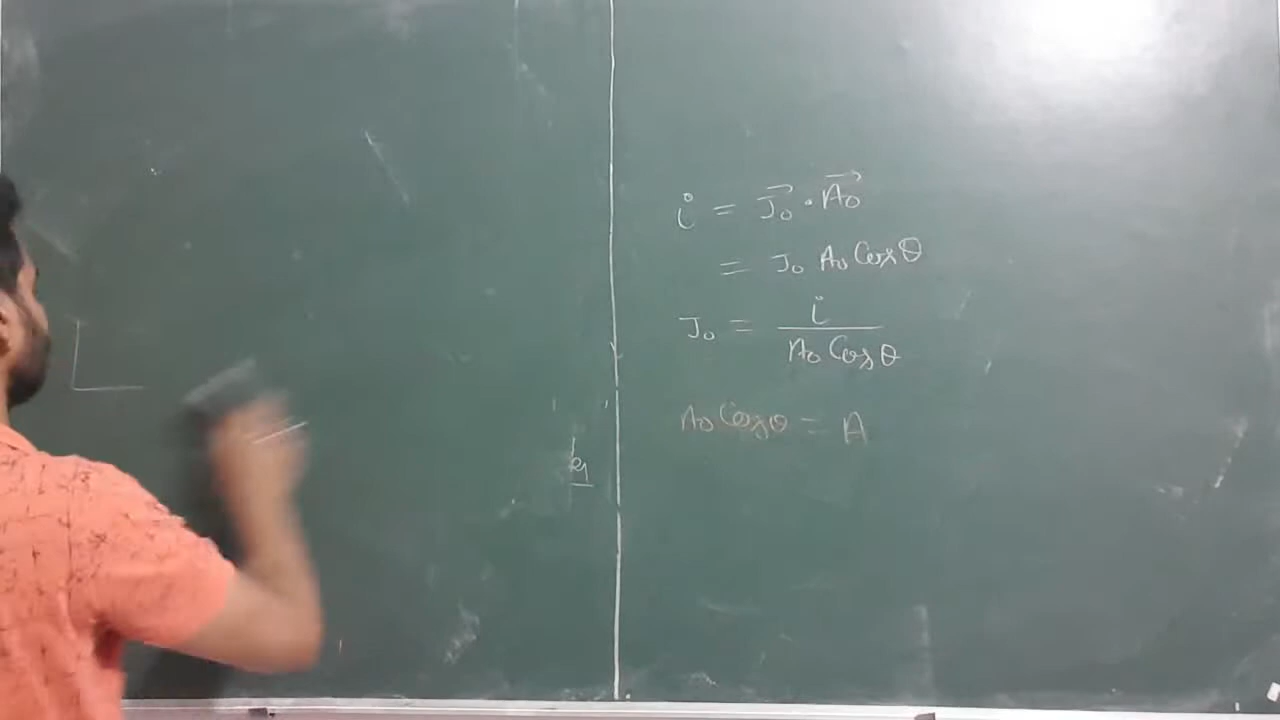 i = J₀⃗ · A₀⃗
= J₀ A₀ Cos θ
J₀ = i / A₀ Cos θ
A₀ Cos θ = A